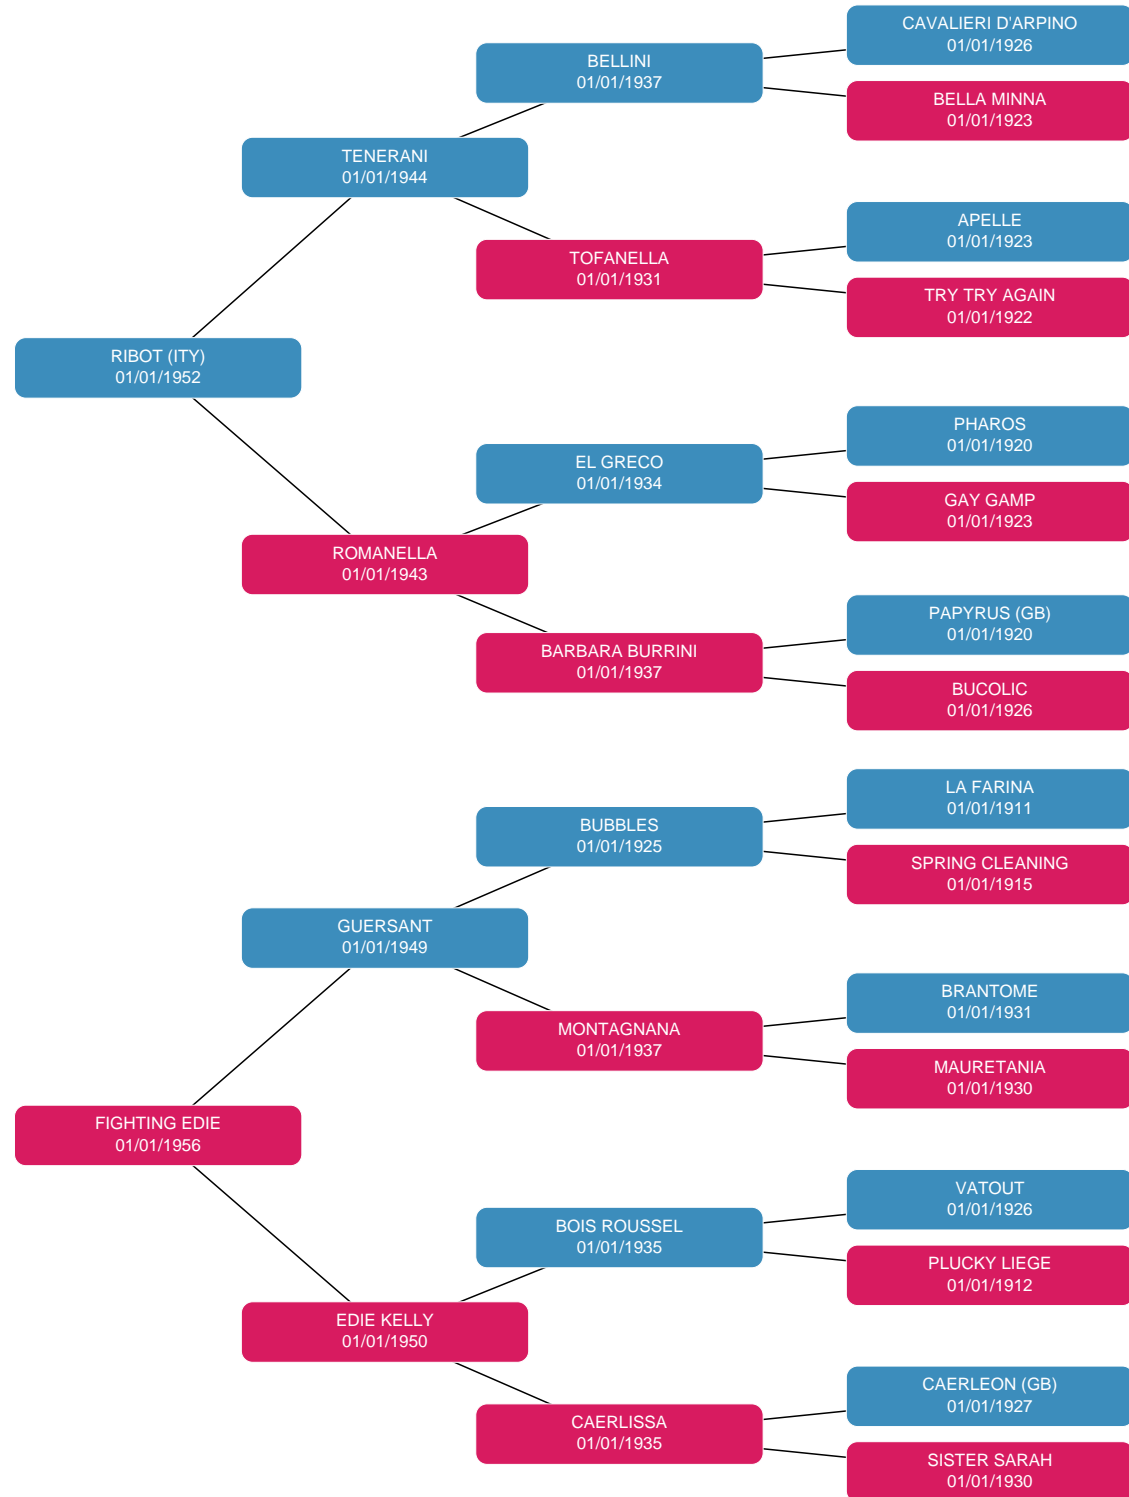 CAVALIERI D'ARPINO
01/01/1926
BELLINI
01/01/1937
BELLA MINNA
01/01/1923
TENERANI
01/01/1944
APELLE
01/01/1923
TOFANELLA
01/01/1931
TRY TRY AGAIN
01/01/1922
RIBOT (ITY)
01/01/1952
PHAROS
01/01/1920
EL GRECO
01/01/1934
GAY GAMP
01/01/1923
ROMANELLA
01/01/1943
PAPYRUS (GB)
01/01/1920
BARBARA BURRINI
01/01/1937
BUCOLIC
01/01/1926
LA FARINA
01/01/1911
BUBBLES
01/01/1925
SPRING CLEANING
01/01/1915
GUERSANT
01/01/1949
BRANTOME
01/01/1931
MONTAGNANA
01/01/1937
MAURETANIA
01/01/1930
FIGHTING EDIE
01/01/1956
VATOUT
01/01/1926
BOIS ROUSSEL
01/01/1935
PLUCKY LIEGE
01/01/1912
EDIE KELLY
01/01/1950
CAERLEON (GB)
01/01/1927
CAERLISSA
01/01/1935
SISTER SARAH
01/01/1930